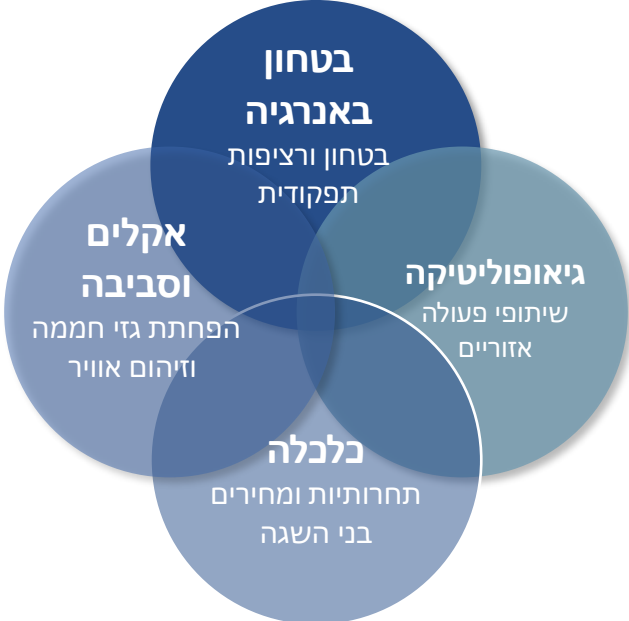 בטחון
באנרגיה
בטחון ורציפות
תפקודית
גיאופוליטיקה
שיתופי פעולה
אזוריים
אקלים
וסביבה
הפחתת גזי חממה
וזיהום אוויר
כלכלה
תחרותיות ומחירים
בני השגה